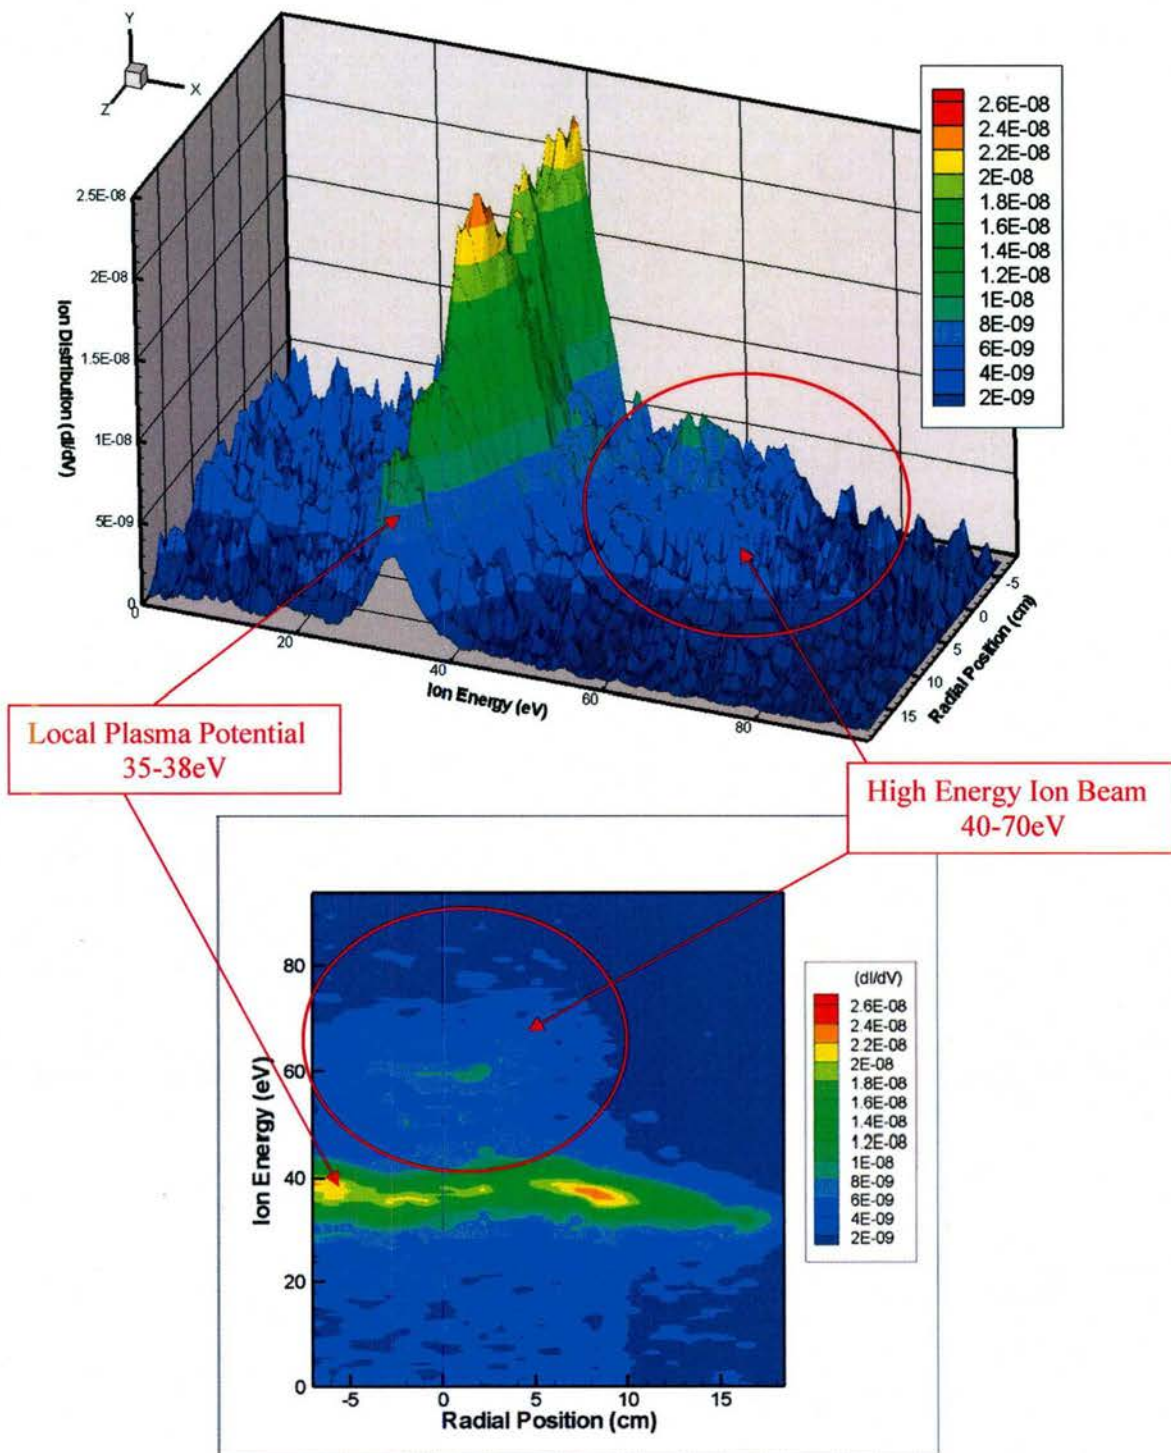 Y
X
Z
2.6E-08
2.4E-08
2.2E-08
2E-08
1.8E-08
1.6E-08
1.4E-08
1.2E-08
1E-08
8E-09
6E-09
4E-09
2E-09
2.5E-08
2E-08
1.5E-08
1E-08
5E-09
0
Ion Distribution (dI/dV)
0
20
40
60
80
Ion Energy (eV)
-5
0
5
10
15
Radial Position (cm)
Local Plasma Potential
35-38eV
High Energy Ion Beam
40-70eV
80
60
40
20
0
Ion Energy (eV)
-5
0
5
10
15
Radial Position (cm)
(dI/dV)
2.6E-08
2.4E-08
2.2E-08
2E-08
1.8E-08
1.6E-08
1.4E-08
1.2E-08
1E-08
8E-09
6E-09
4E-09
2E-09